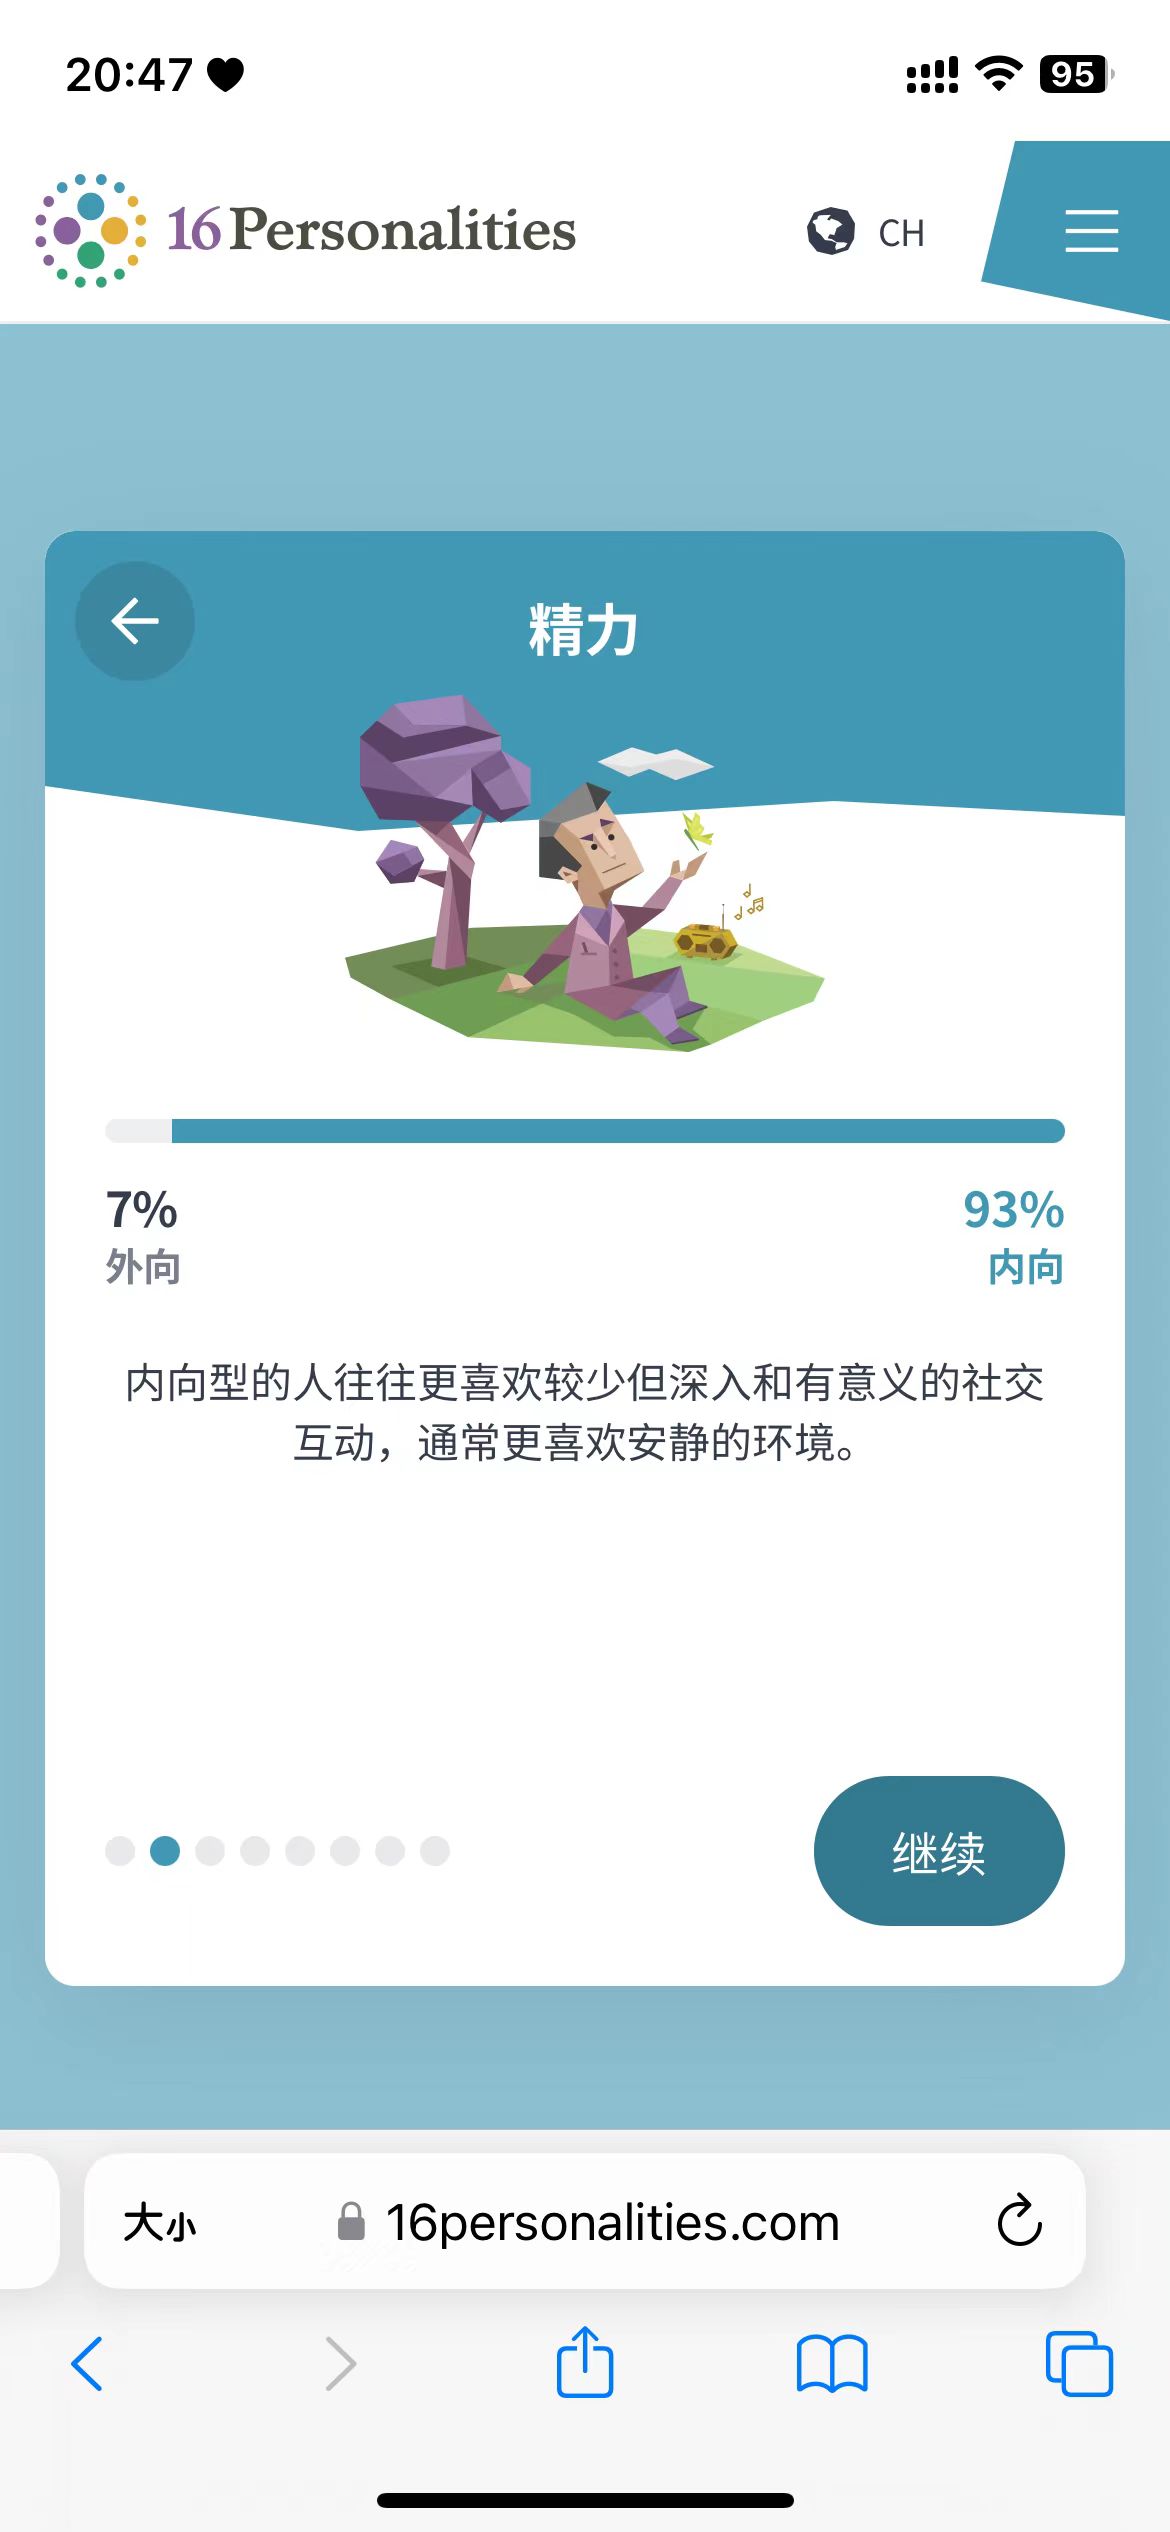 20:47
95
16Personalities
CH
精力
7%
93%
外向
内向
内向型的人往往更喜欢较少但深入和有意义的社交
互动，通常更喜欢安静的环境。
继续
大小
16personalities.com